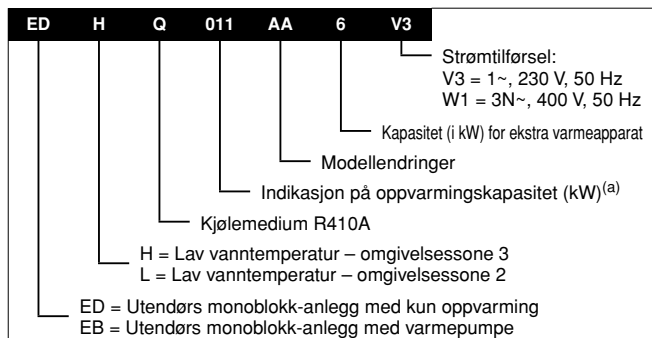 ED H Q 011 AA 6 V3
Strømtilførsel:
V3 = 1~, 230 V, 50 Hz
W1 = 3N~, 400 V, 50 Hz
Kapasitet (i kW) for ekstra varmeapparat
Modellendringer
Indikasjon på oppvarmingskapasitet (kW)(a)
Kjølemedium R410A
H = Lav vanntemperatur – omgivelsessone 3
L = Lav vanntemperatur – omgivelsessone 2
ED = Utendørs monoblokk-anlegg med kun oppvarming
EB = Utendørs monoblokk-anlegg med varmepumpe